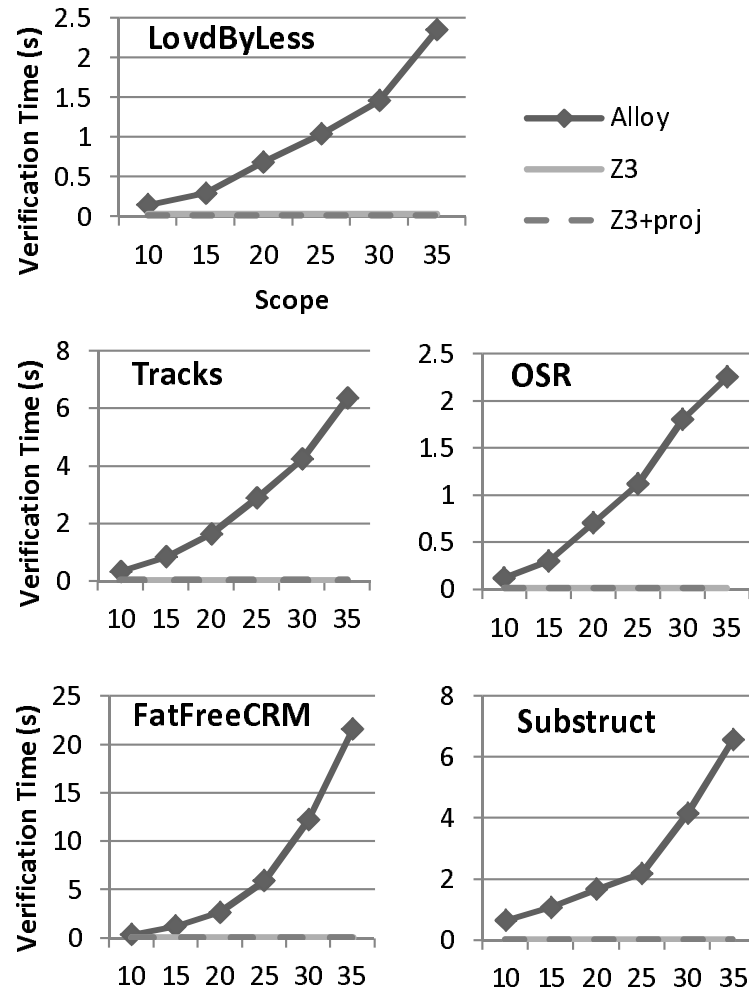 LovdByLess
Verification Time (s)
2.5
2
1.5
1
0.5
0
10 15 20 25 30 35
Scope
Alloy
Z3
Z3+proj
Tracks
Verification Time (s)
8
6
4
2
0
10 15 20 25 30 35
OSR
2.5
2
1.5
1
0.5
0
10 15 20 25 30 35
FatFreeCRM
Verification Time (s)
25
20
15
10
5
0
10 15 20 25 30 35
Substruct
8
6
4
2
0
10 15 20 25 30 35